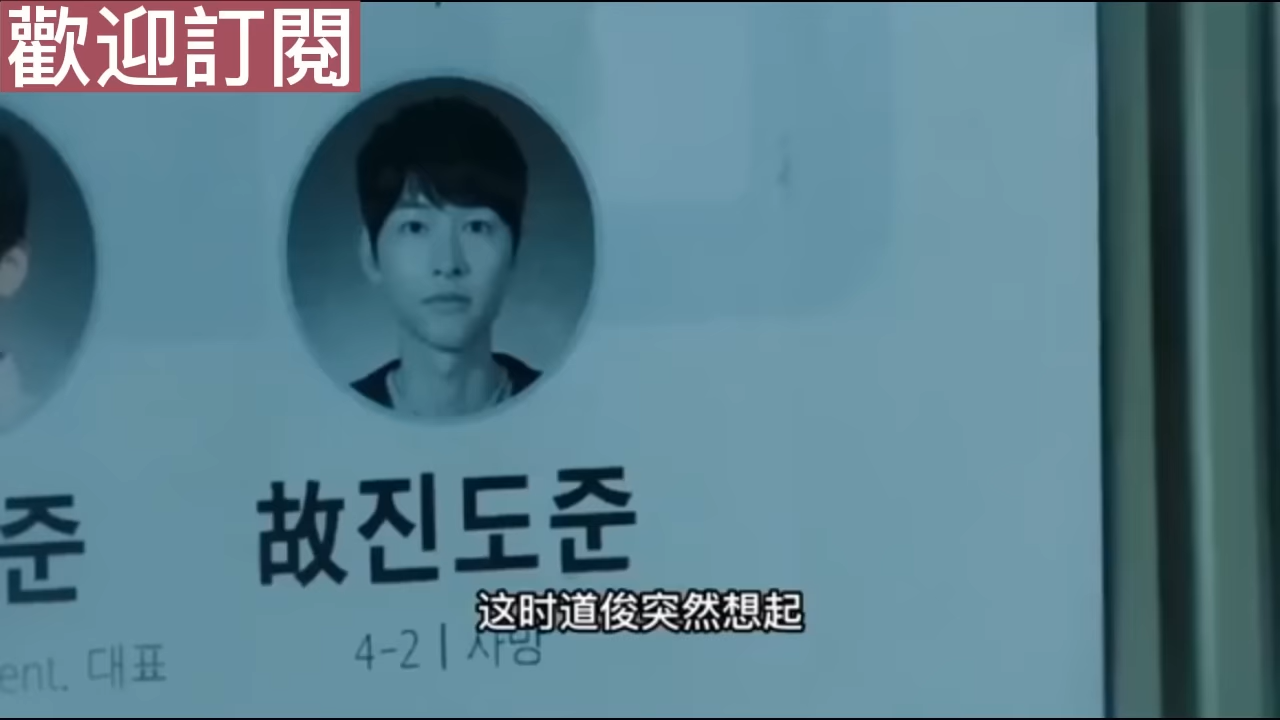 歡迎訂閱
준
故진도준
这时道俊突然想起
ent. 대표
4-2 | 사망